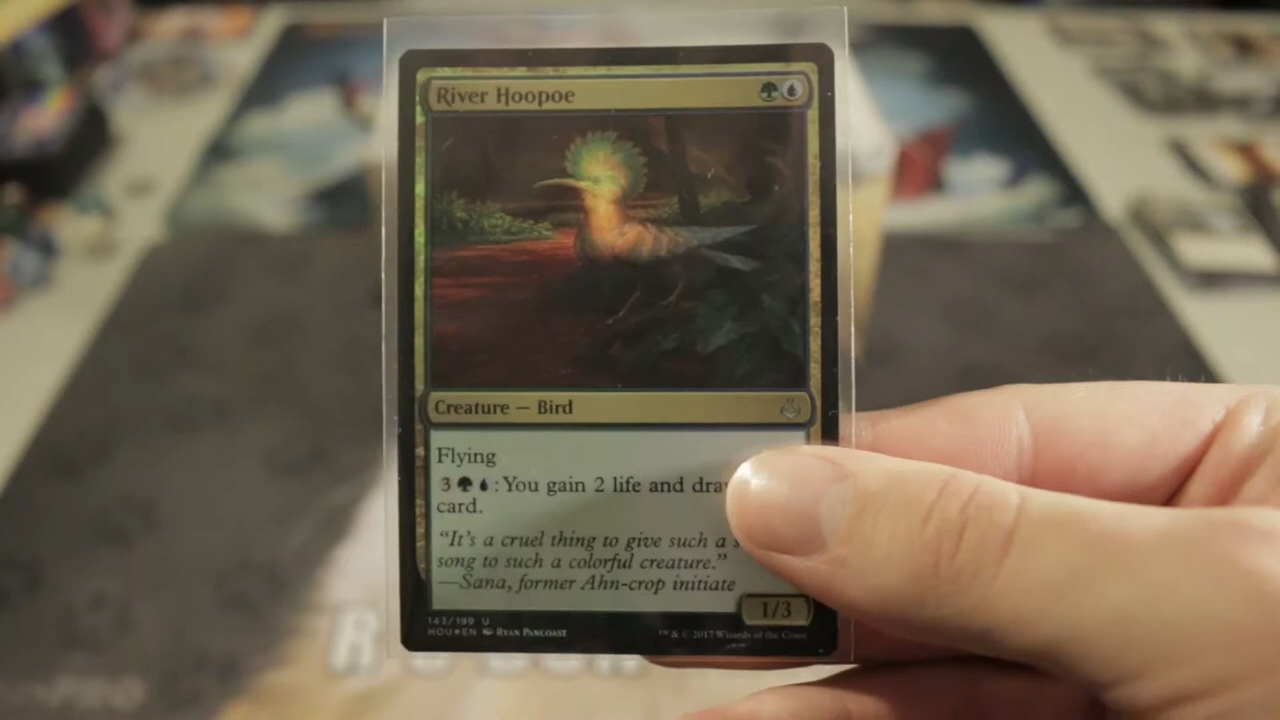 River Hoopoe
Creature — Bird
Flying
3 : You gain 2 life and
card.
"It's a cruel thing to give such a
song to such a colorful creature."
—Sana, former Ahn-crop initiate
1/3
143/199 U
HOU★EN Ryan Pancoast
™ & © 2017 Wizards of the Coast